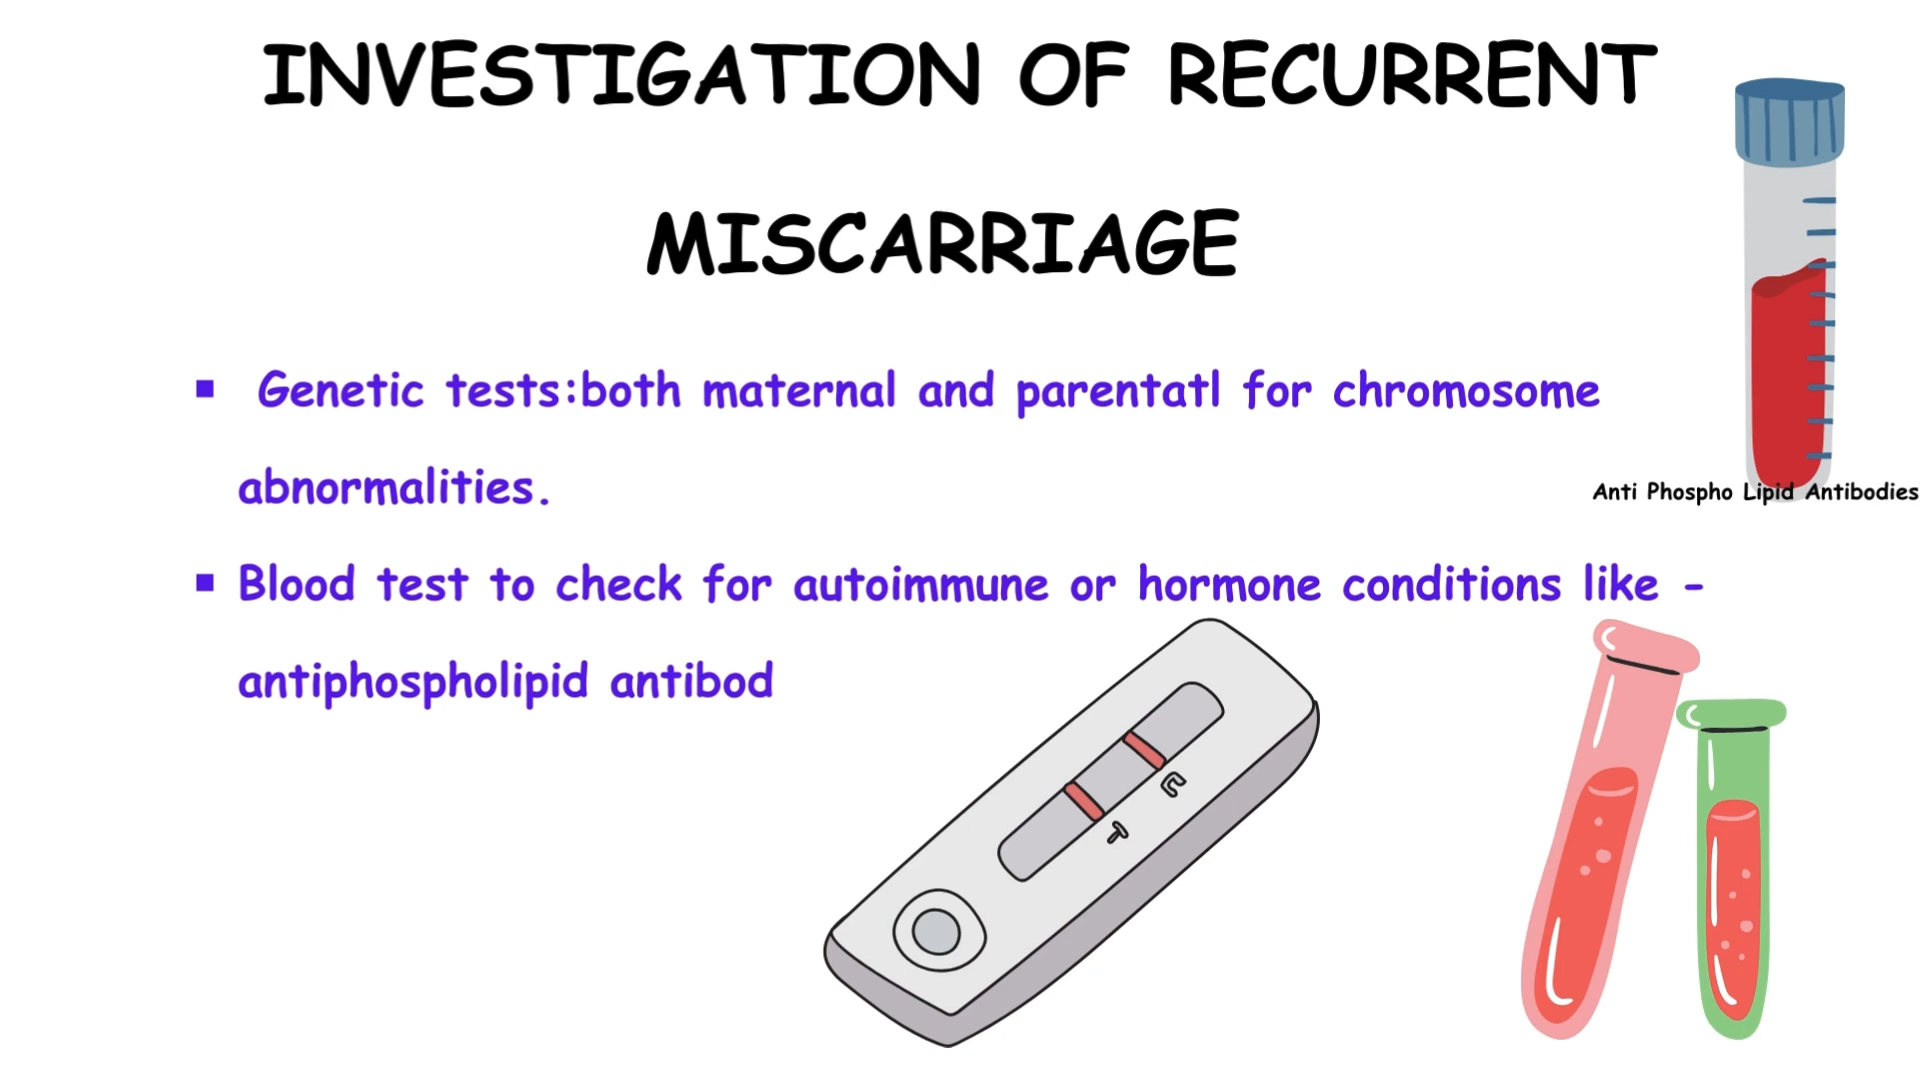 INVESTIGATION OF RECURRENT
MISCARRIAGE
▪ Genetic tests:both maternal and parentatl for chromosome
abnormalities.
Anti Phospho Lipid Antibodies
▪ Blood test to check for autoimmune or hormone conditions like -
antiphospholipid antibod
C
T